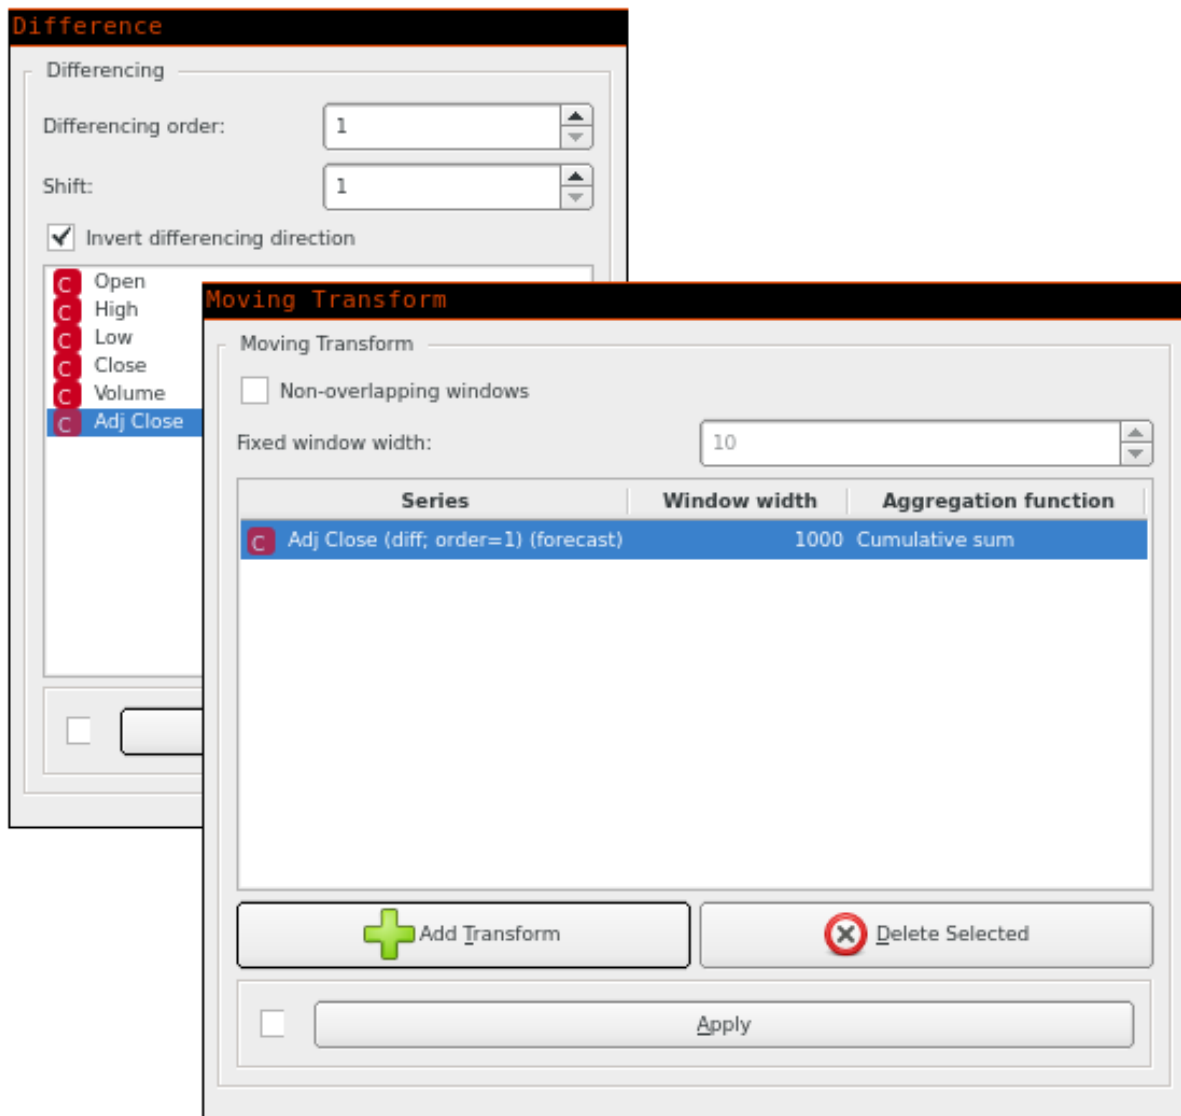 Difference
Differencing
Differencing order: 1
Shift: 1
Invert differencing direction
C Open
C High
C Low
C Close
C Volume
C Adj Close
Moving Transform
Moving Transform
Non-overlapping windows
Fixed window width: 10
Series Window width Aggregation function
C Adj Close (diff; order=1) (forecast) 1000 Cumulative sum
Add Transform Delete Selected
Apply